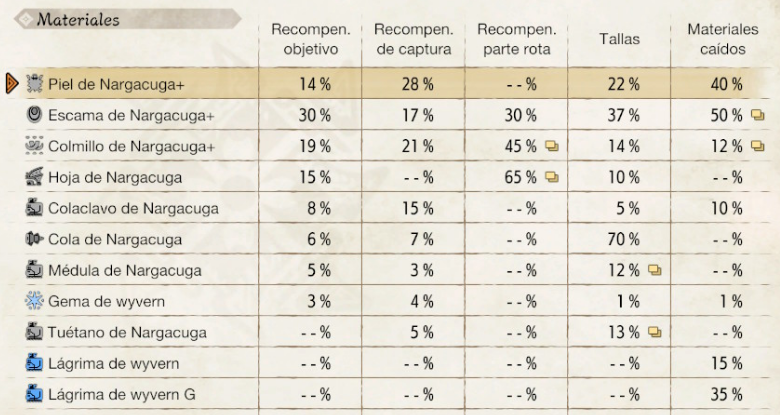 Materiales
Recompen. objetivo Recompen. de captura Recompen. parte rota Tallas Materiales caídos
Piel de Nargacuga+ 14 % 28 % - - % 22 % 40 %
Escama de Nargacuga+ 30 % 17 % 30 % 37 % 50 %
Colmillo de Nargacuga+ 19 % 21 % 45 % 14 % 12 %
Hoja de Nargacuga 15 % - - % 65 % 10 % - - %
Colaclavo de Nargacuga 8 % 15 % - - % 5 % 10 %
Cola de Nargacuga 6 % 7 % - - % 70 % - - %
Médula de Nargacuga 5 % 3 % - - % 12 % - - %
Gema de wyvern 3 % 4 % - - % 1 % 1 %
Tuétano de Nargacuga - - % 5 % - - % 13 % - - %
Lágrima de wyvern - - % - - % - - % - - % 15 %
Lágrima de wyvern G - - % - - % - - % - - % 35 %